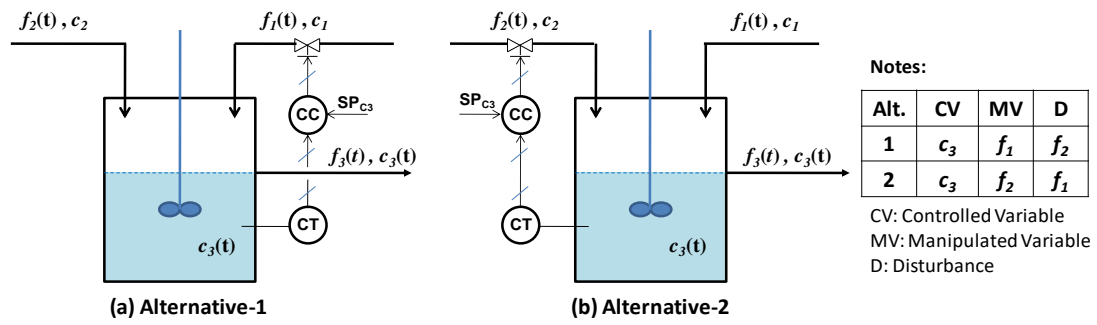 f₂(t) , c₂
f₁(t) , c₁
CC
SP_C3
f₃(t) , c₃(t)
CT
c₃(t)
(a) Alternative-1
f₂(t) , c₂
f₁(t) , c₁
SP_C3
CC
f₃(t) , c₃(t)
CT
c₃(t)
(b) Alternative-2
Notes:
Alt. CV MV D
1 c₃ f₁ f₂
2 c₃ f₂ f₁
CV: Controlled Variable
MV: Manipulated Variable
D: Disturbance